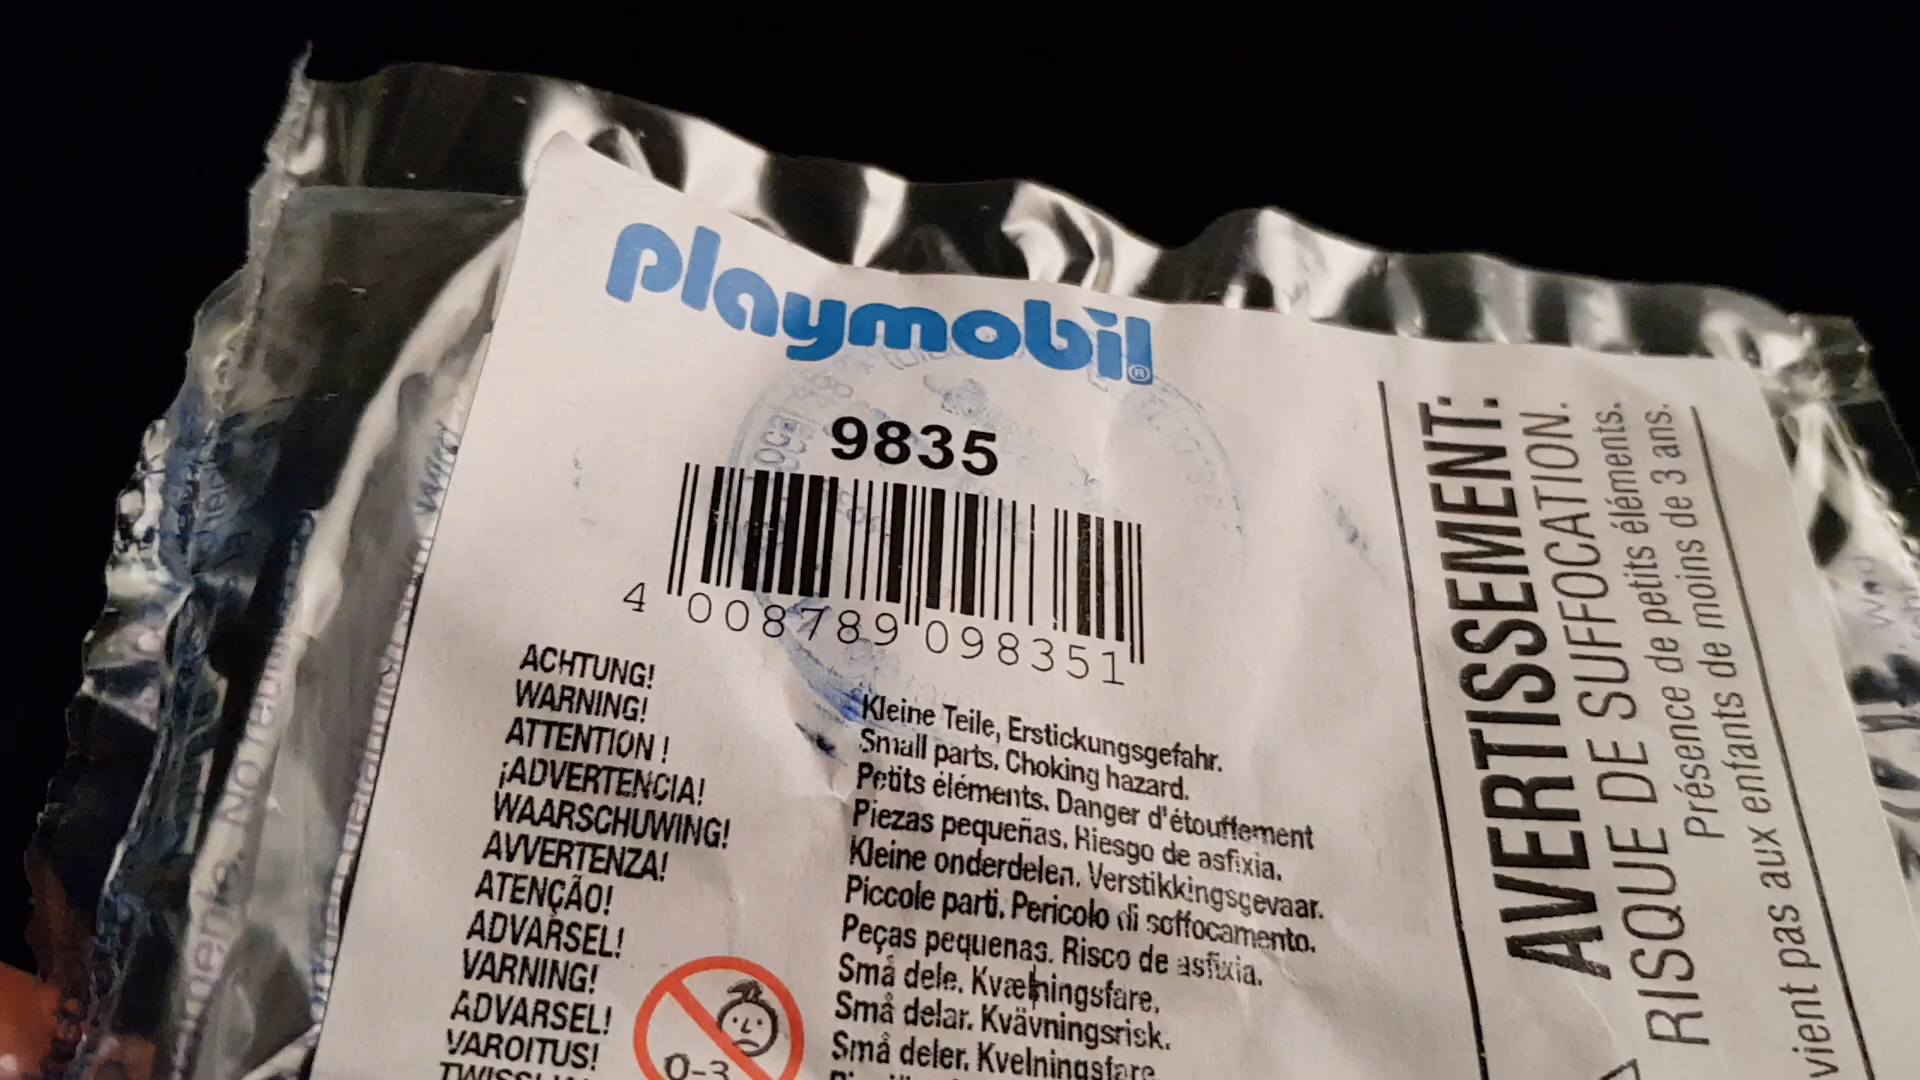 playmobil®
9835
4 008789 098351
ACHTUNG!
WARNING!
ATTENTION !
¡ADVERTENCIA!
WAARSCHUWING!
AVVERTENZA!
ATENÇÃO!
ADVARSEL!
VARNING!
ADVARSEL!
VAROITUS!
Kleine Teile, Erstickungsgefahr.
Small parts. Choking hazard.
Petits éléments. Danger d'étouffement
Piezas pequeñas. Riesgo de asfixia.
Kleine onderdelen. Verstikkingsgevaar.
Piccole parti. Pericolo di soffocamento.
Peças pequenas. Risco de asfixia.
Små dele. Kvælningsfare.
Små delar. Kvävningsrisk.
Små deler. Kvelningsfare
0-3
AVERTISSEMENT:
RISQUE DE SUFFOCATION.
Présence de petits éléments.
vient pas aux enfants de moins de 3 ans.